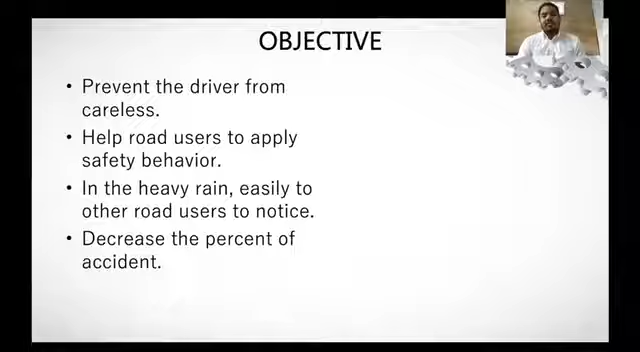 OBJECTIVE
• Prevent the driver from
careless.
• Help road users to apply
safety behavior.
• In the heavy rain, easily to
other road users to notice.
• Decrease the percent of
accident.